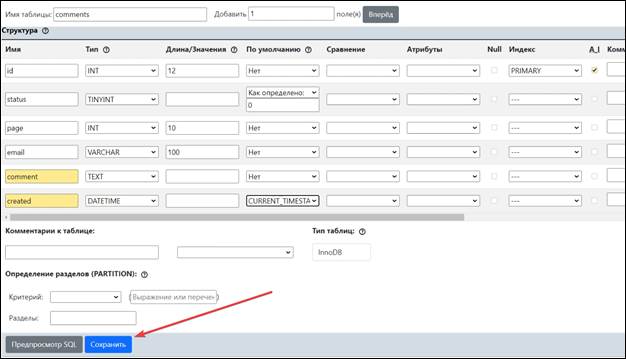 Имя таблицы: comments Добавить 1 поле(я) Вперёд
Структура
Имя Тип Длина/Значения По умолчанию Сравнение Атрибуты Null Индекс A_I Комм
id INT 12 Нет PRIMARY
status TINYINT Как определено: ---
0
page INT 10 Нет ---
email VARCHAR 100 Нет ---
comment TEXT Нет ---
created DATETIME CURRENT_TIMESTA ---
Комментарии к таблице: Тип таблиц:
InnoDB
Определение разделов (PARTITION):
Критерий: (Выражение или перечен)
Разделы:
Предпросмотр SQL Сохранить